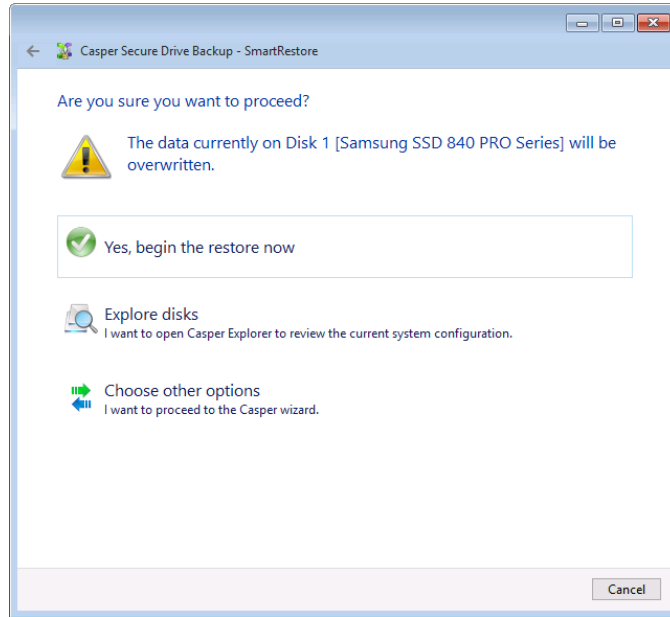 Casper Secure Drive Backup - SmartRestore
Are you sure you want to proceed?
The data currently on Disk 1 [Samsung SSD 840 PRO Series] will be
overwritten.
Yes, begin the restore now
Explore disks
I want to open Casper Explorer to review the current system configuration.
Choose other options
I want to proceed to the Casper wizard.
Cancel